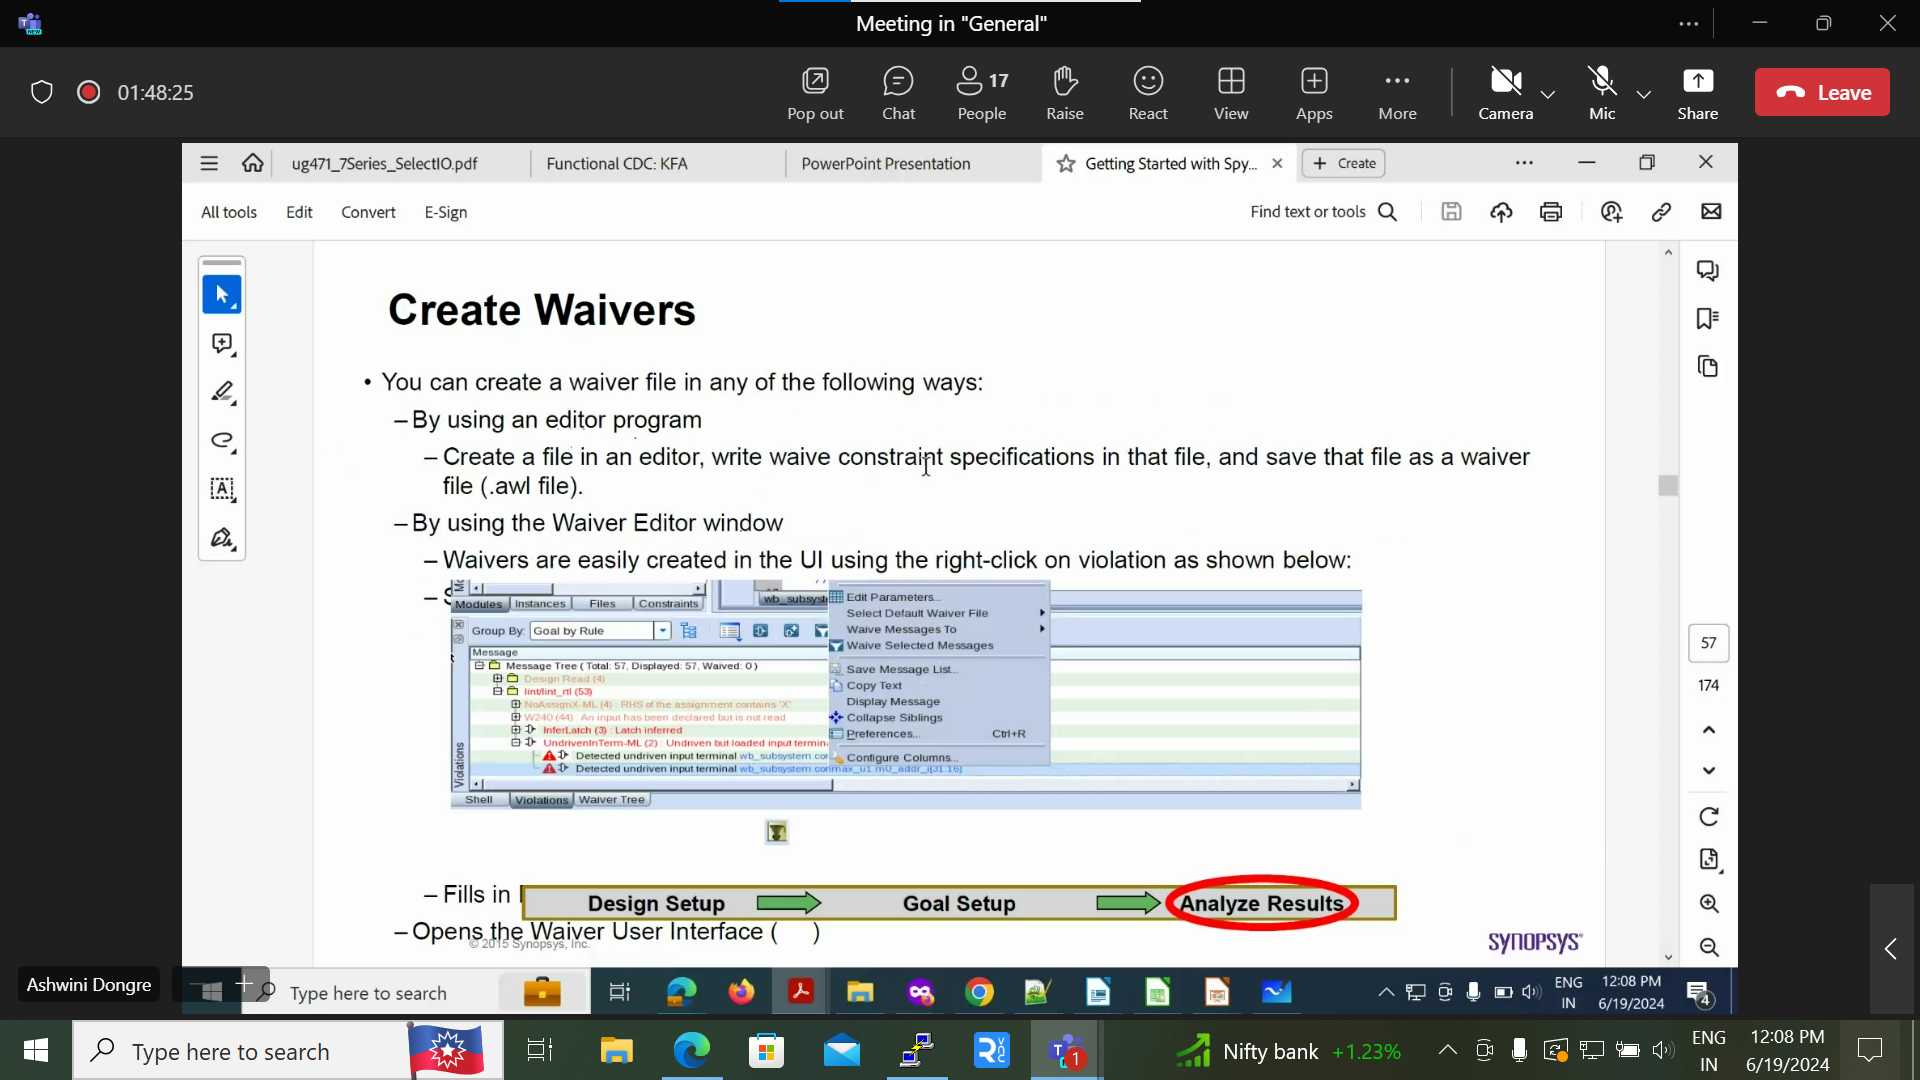 Meeting in "General"
01:48:25
Pop out
Chat
People 17
Raise
React
View
Apps
More
Camera
Mic
Share
Leave
ug471_7Series_SelectIO.pdf
Functional CDC: KFA
PowerPoint Presentation
Getting Started with Spy...
Create
All tools
Edit
Convert
E-Sign
Find text or tools
Create Waivers
• You can create a waiver file in any of the following ways:
– By using an editor program
– Create a file in an editor, write waive constraint specifications in that file, and save that file as a waiver
file (.awl file).
– By using the Waiver Editor window
– Waivers are easily created in the UI using the right-click on violation as shown below:
Modules Instances Files Constraints
wb_subsyst
Group By: Goal by Rule
Message
Message Tree ( Total: 57, Displayed: 57, Waived: 0 )
Design Read (4)
lint/lint_rtl (53)
NoAssignX-ML (4) : RHS of the assignment contains 'X'
W240 (44) : An input has been declared but is not read
InferLatch (3) : Latch inferred
UndrivenInTerm-ML (2) : Undriven but loaded input termin
Detected undriven input terminal wb_subsystem.con
Detected undriven input terminal wb_subsystem.conmax_u1.m0_addr_i[31:16]
Violations
Shell Violations Waiver Tree
Edit Parameters...
Select Default Waiver File
Waive Messages To
Waive Selected Messages
Save Message List...
Copy Text
Display Message
Collapse Siblings
Preferences... Ctrl+R
Configure Columns...
– Fills in
Design Setup
Goal Setup
Analyze Results
– Opens the Waiver User Interface ( )
© 2015 Synopsys, Inc.
SYNOPSYS
57
174
Ashwini Dongre
Type here to search
ENG
IN
12:08 PM
6/19/2024
4
Type here to search
1
Nifty bank +1.23%
ENG
IN
12:08 PM
6/19/2024